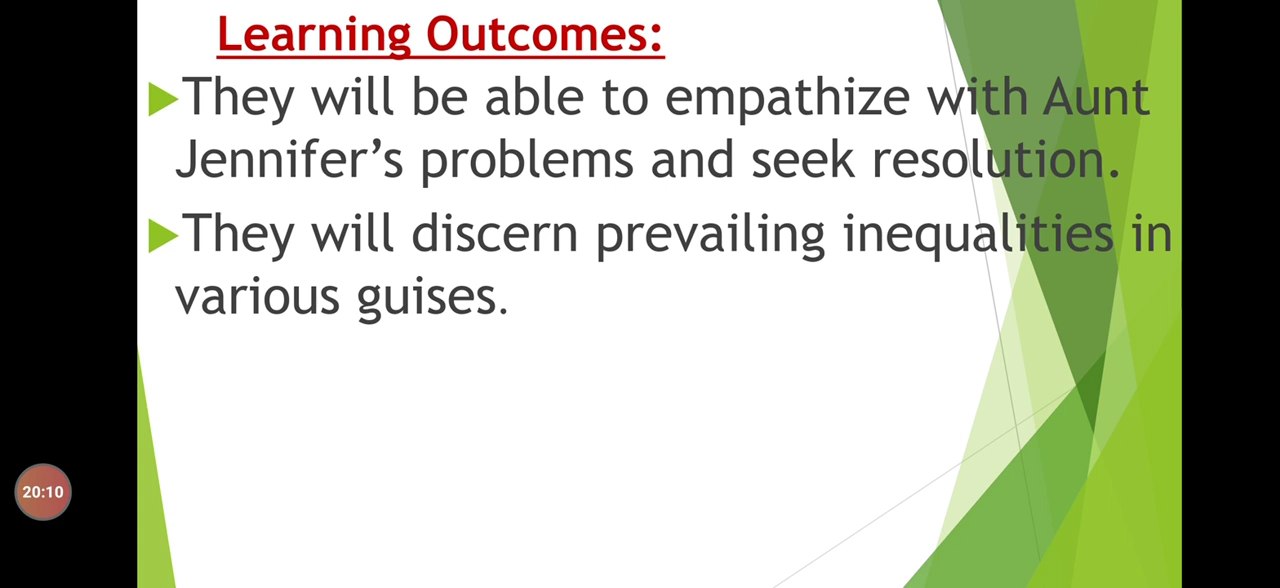 Learning Outcomes:
They will be able to empathize with Aunt
Jennifer’s problems and seek resolution.
They will discern prevailing inequalities in
various guises.
20:10